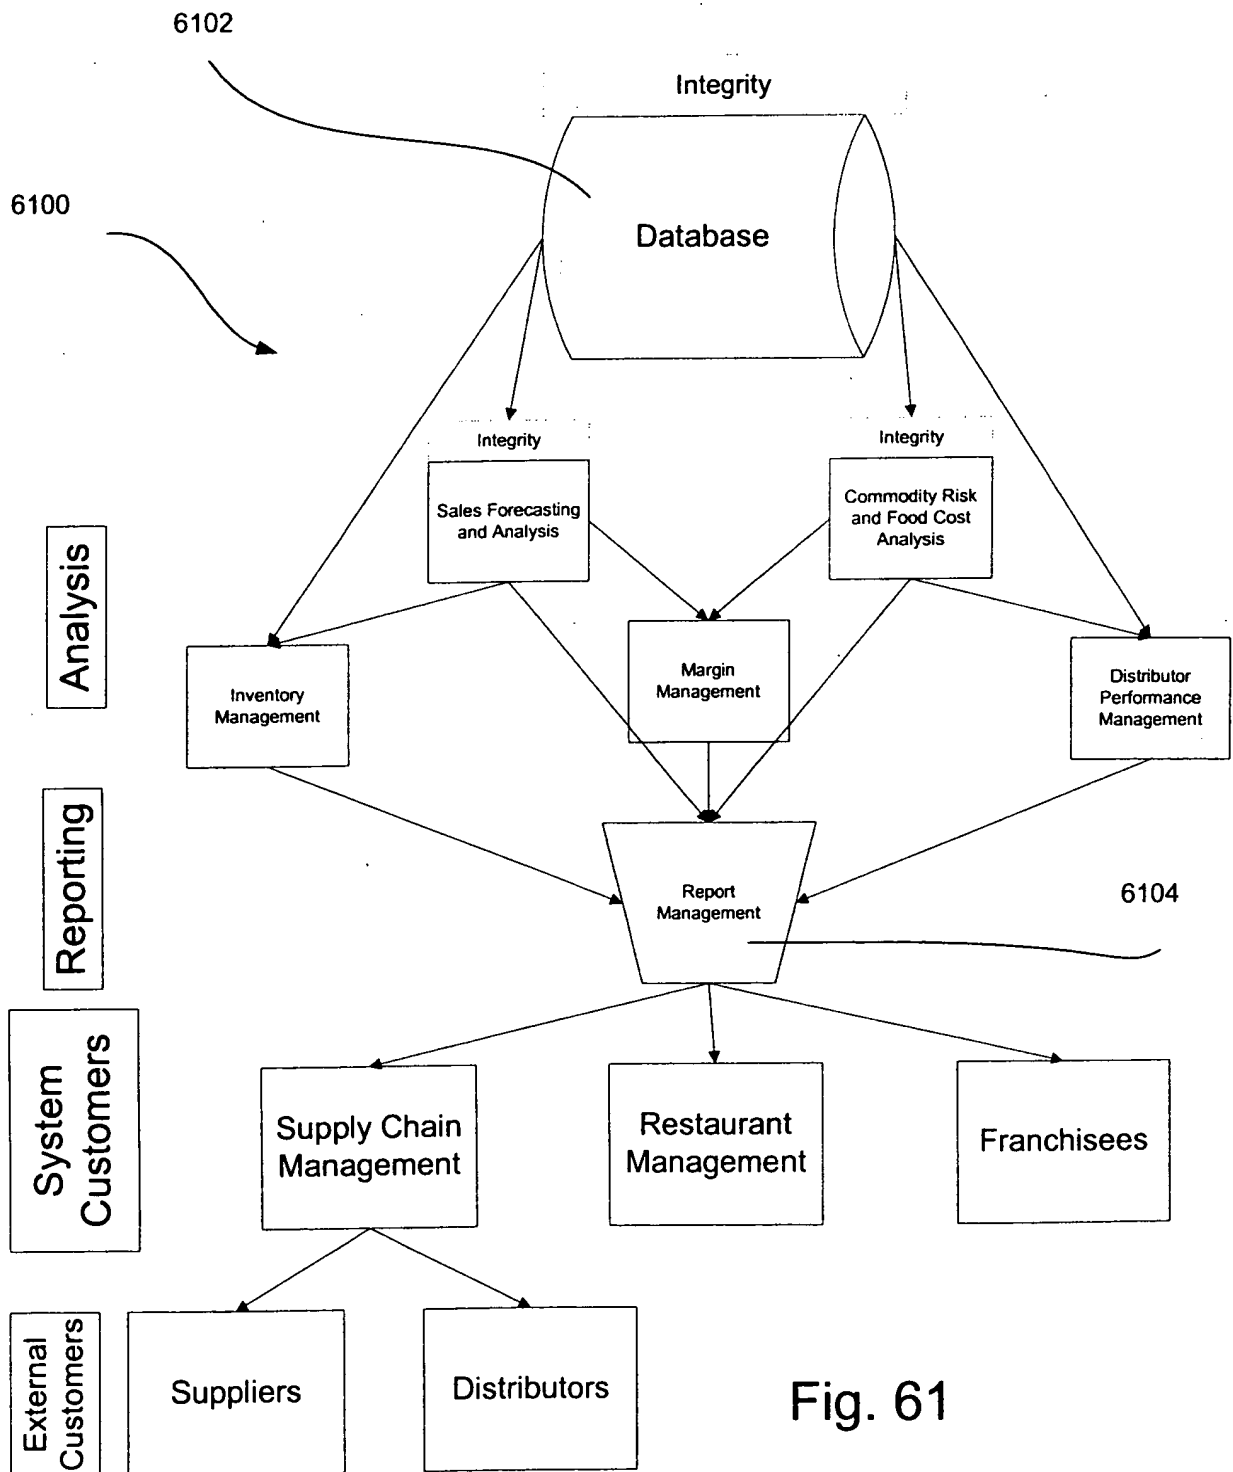 6102
Integrity
6100
Database
Integrity
Integrity
Sales Forecasting
and Analysis
Commodity Risk
and Food Cost
Analysis
Analysis
Inventory
Management
Margin
Management
Distributor
Performance
Management
Reporting
Report
Management
6104
System
Customers
Supply Chain
Management
Restaurant
Management
Franchisees
External
Customers
Suppliers
Distributors
Fig. 61